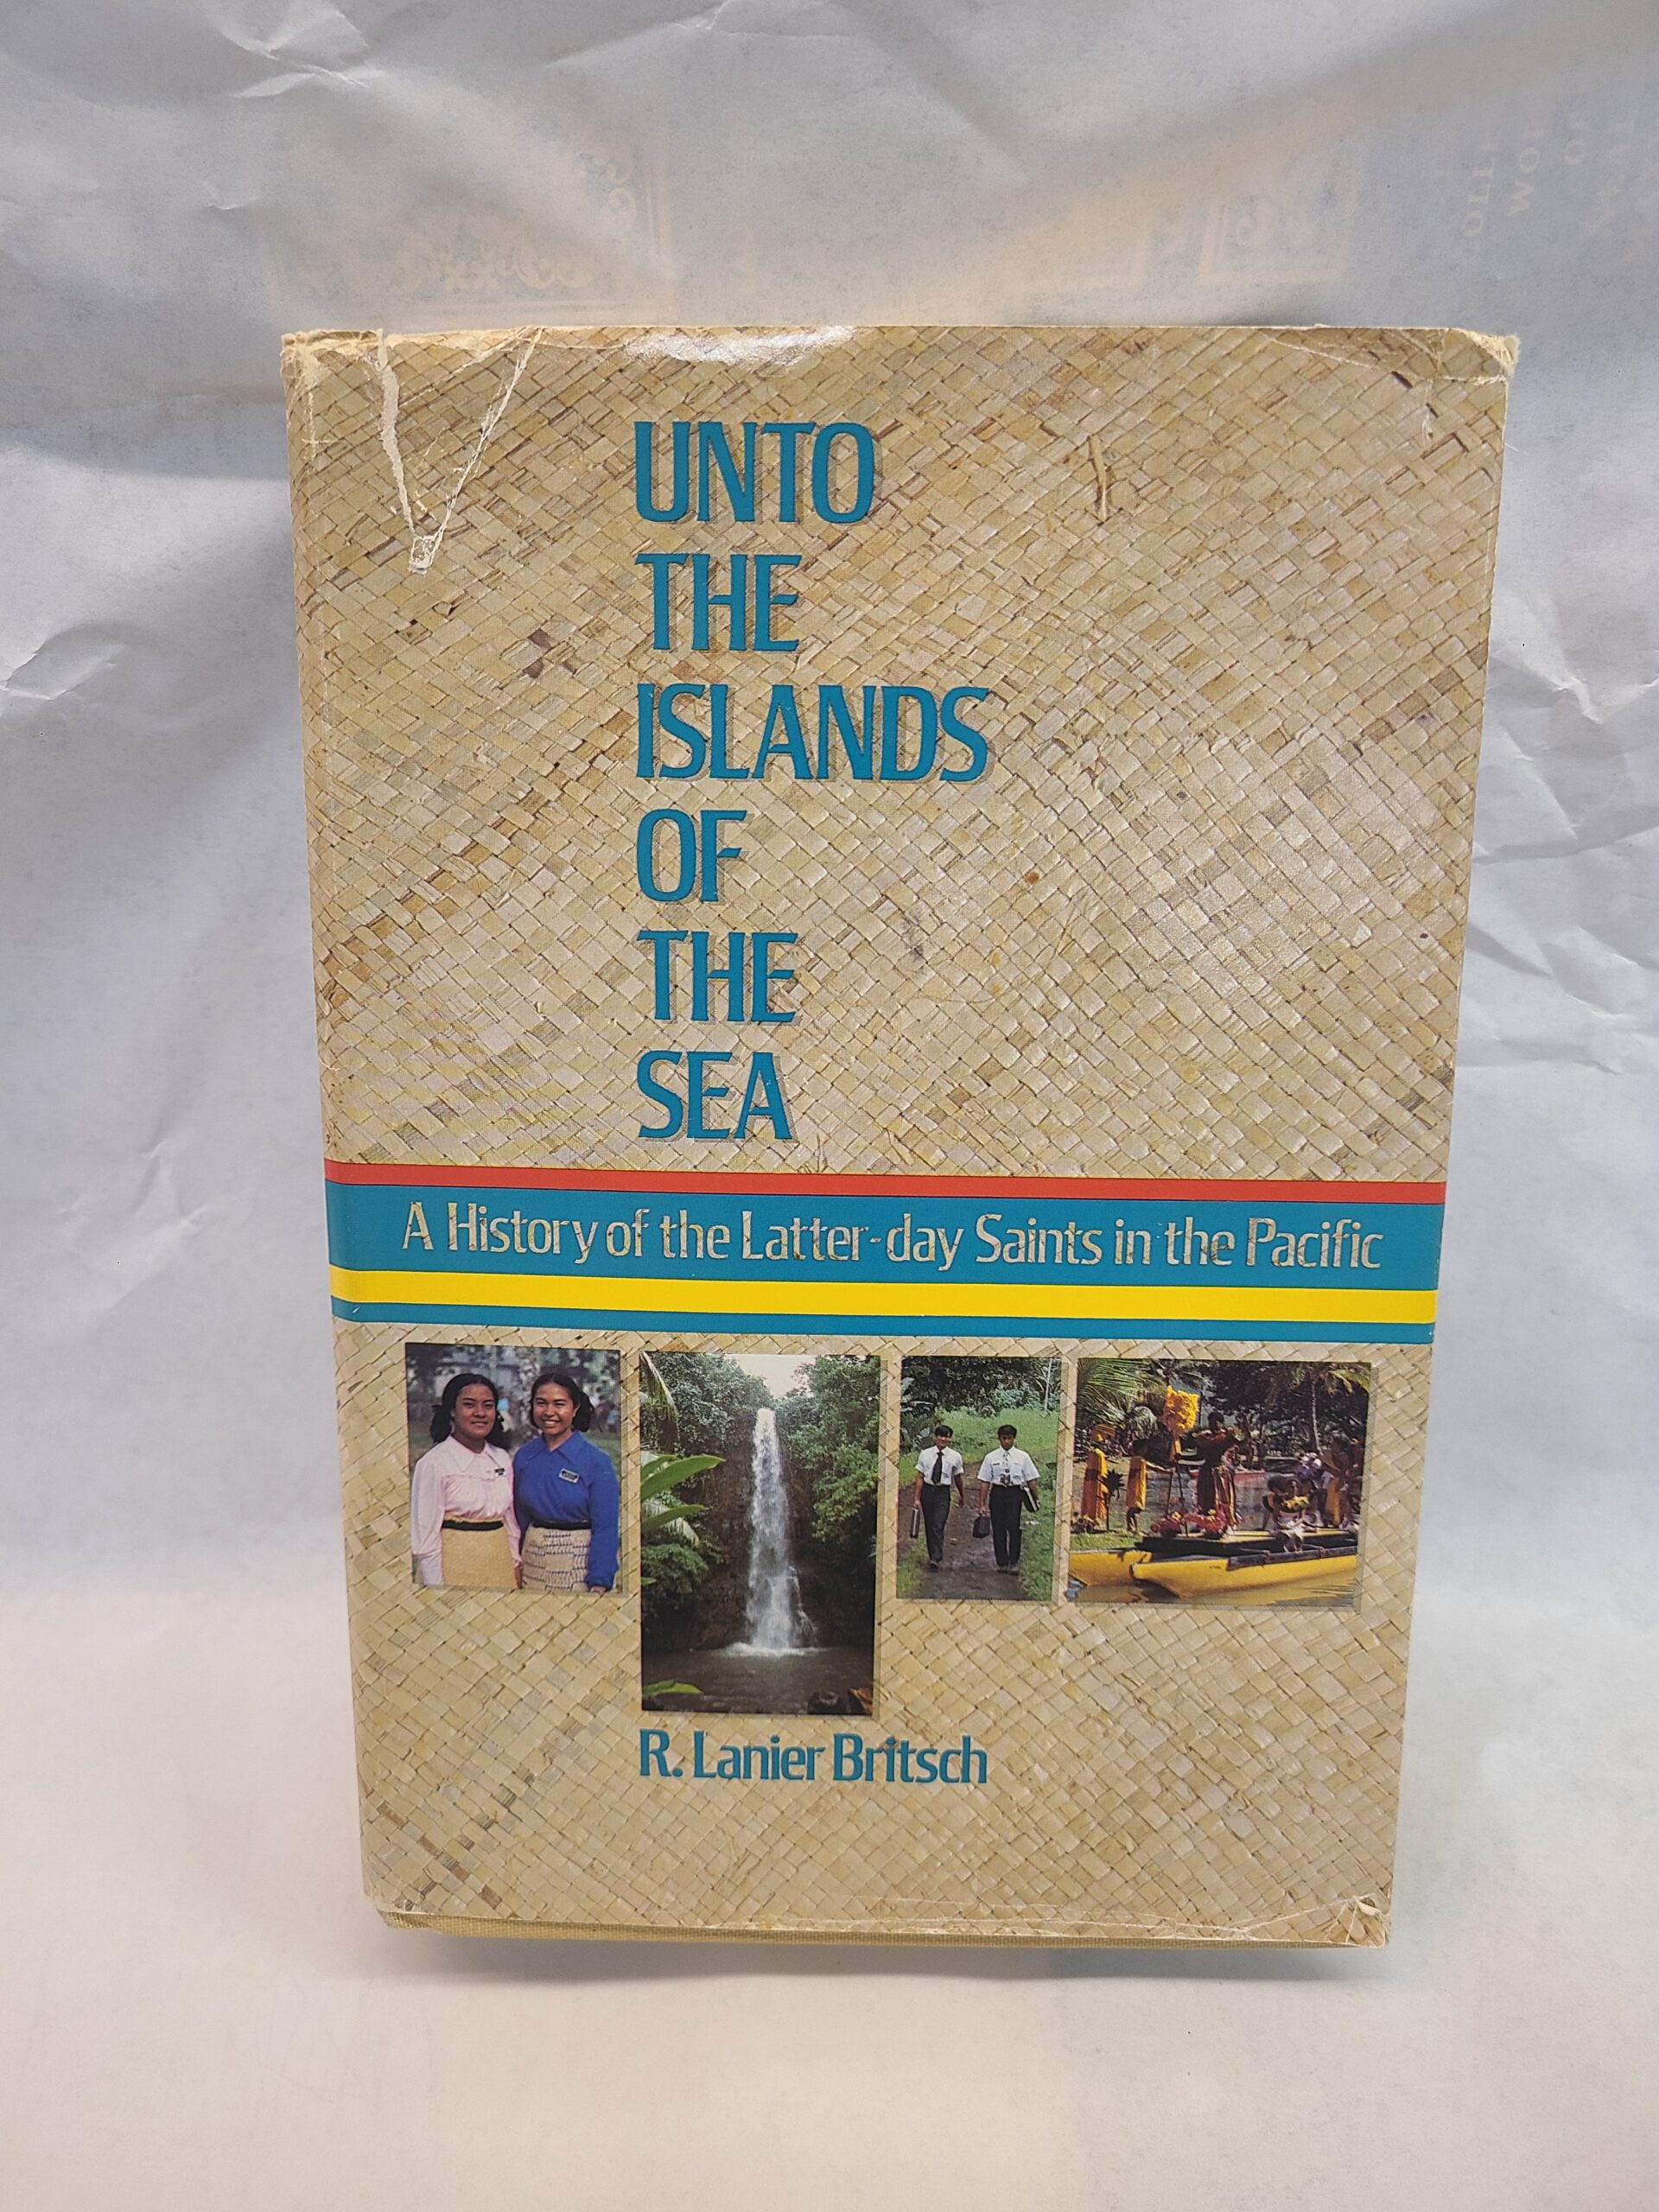 UNTO
THE
ISLANDS
OF
THE
SEA
A History of the Latter-day Saints in the Pacific
R. Lanier Britsch